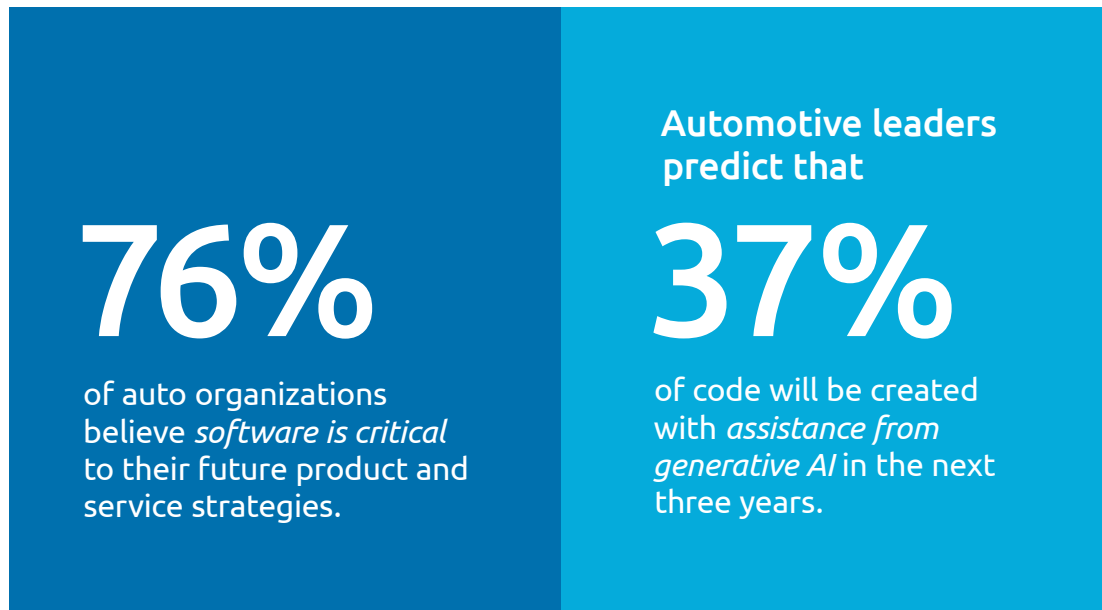 76%
of auto organizations
believe software is critical
to their future product and
service strategies.
Automotive leaders
predict that
37%
of code will be created
with assistance from
generative AI in the next
three years.